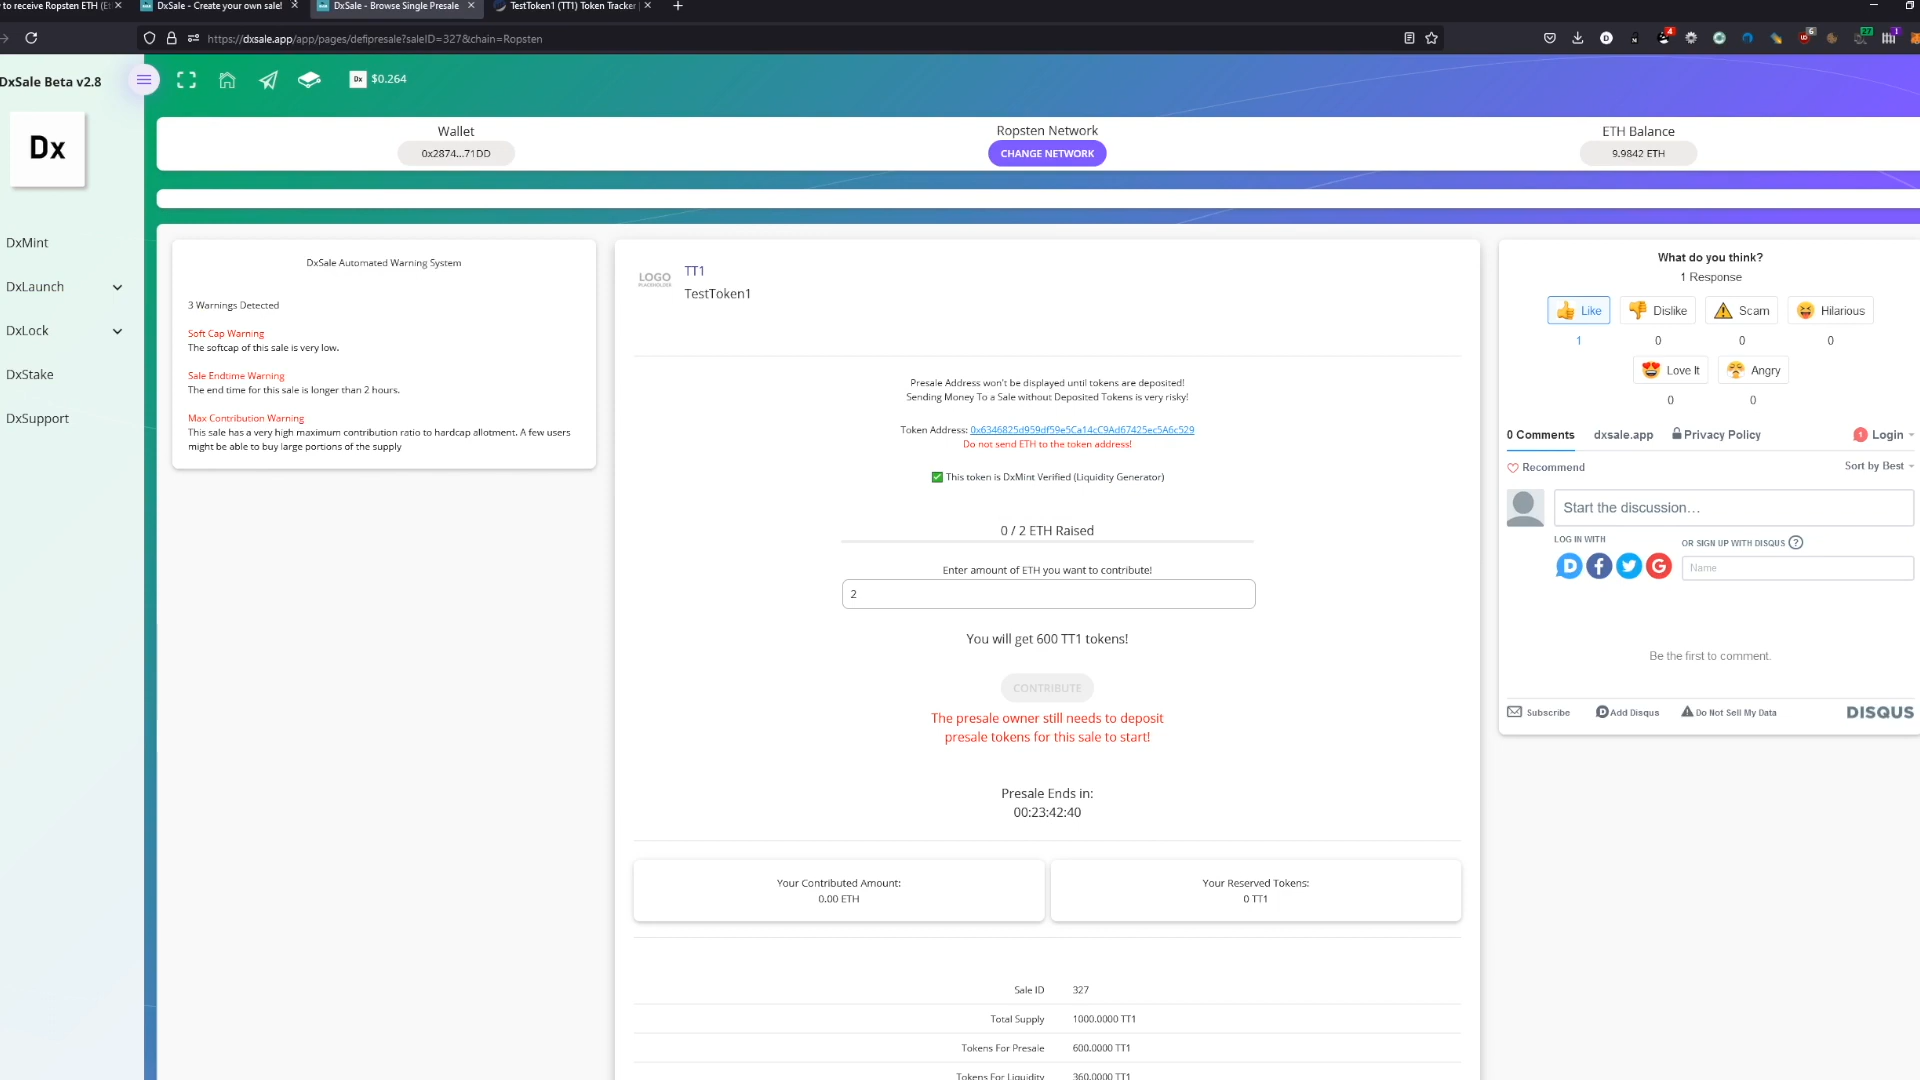 to receive Ropsten ETH (Et
DxSale - Create your own sale!
DxSale - Browse Single Presale
TestToken1 (TT1) Token Tracker
https://dxsale.app/app/pages/defipresale?saleID=327&chain=Ropsten
4
6
27
1
DxSale Beta v2.8
Dx
$0.264
Dx
DxMint
DxLaunch
DxLock
DxStake
DxSupport
Wallet
0x2874...71DD
Ropsten Network
CHANGE NETWORK
ETH Balance
9.9842 ETH
DxSale Automated Warning System
3 Warnings Detected
Soft Cap Warning
The softcap of this sale is very low.
Sale Endtime Warning
The end time for this sale is longer than 2 hours.
Max Contribution Warning
This sale has a very high maximum contribution ratio to hardcap allotment. A few users
might be able to buy large portions of the supply
LOGO
PLACEHOLDER
TT1
TestToken1
Presale Address won't be displayed until tokens are deposited!
Sending Money To a Sale without Deposited Tokens is very risky!
Token Address: 0x6346825d959df59e5Ca14cC9Ad67425ec5A6c529
Do not send ETH to the token address!
This token is DxMint Verified (Liquidity Generator)
0 / 2 ETH Raised
Enter amount of ETH you want to contribute!
2
You will get 600 TT1 tokens!
CONTRIBUTE
The presale owner still needs to deposit
presale tokens for this sale to start!
Presale Ends in:
00:23:42:40
Your Contributed Amount:
0.00 ETH
Your Reserved Tokens:
0 TT1
Sale ID 327
Total Supply 1000.0000 TT1
Tokens For Presale 600.0000 TT1
Tokens For Liquidity 360.0000 TT1
What do you think?
1 Response
Like
Dislike
Scam
Hilarious
1
0
0
0
Love It
Angry
0
0
0 Comments
dxsale.app
Privacy Policy
1
Login
Recommend
Sort by Best
Start the discussion…
LOG IN WITH
OR SIGN UP WITH DISQUS ?
D
G
Name
Be the first to comment.
Subscribe
Add Disqus
Do Not Sell My Data
DISQUS